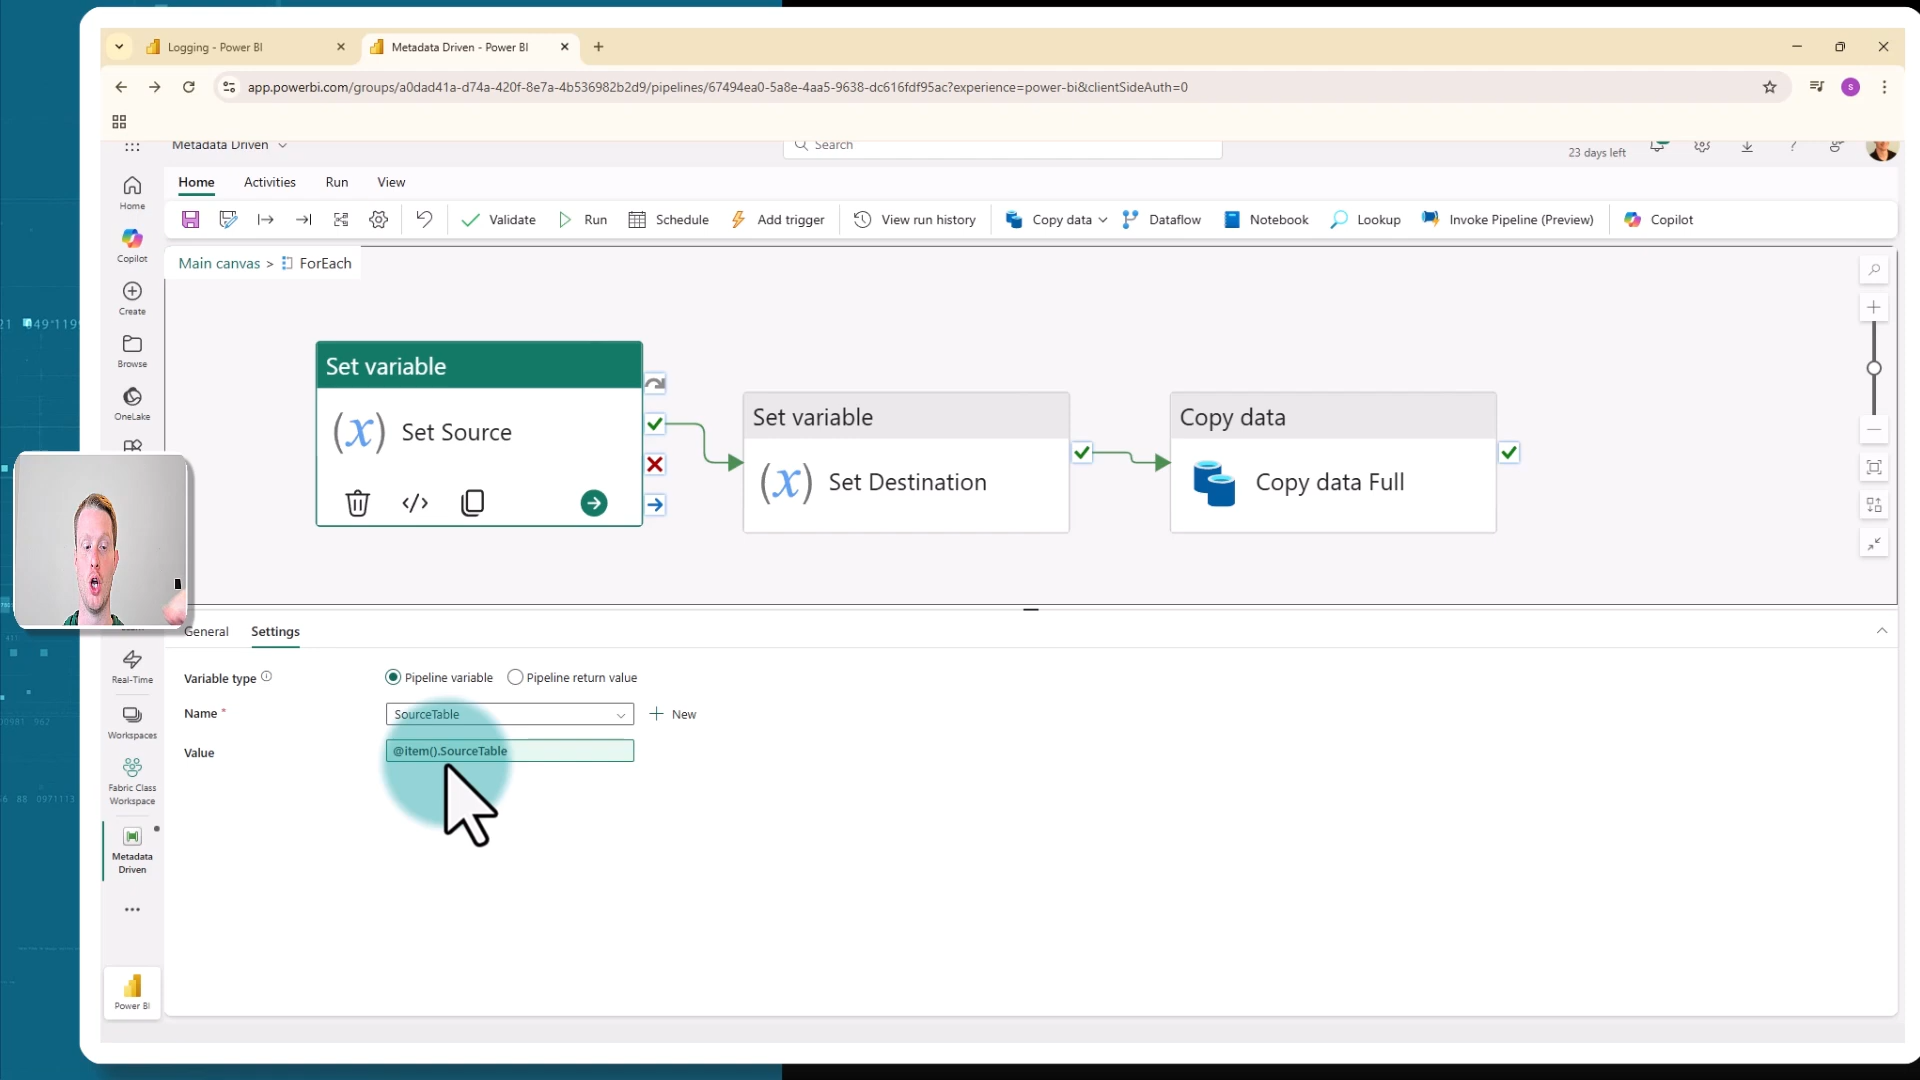 Logging - Power BI
Metadata Driven - Power BI
app.powerbi.com/groups/a0dad41a-d74a-420f-8e7a-4b536982b2d9/pipelines/67494ea0-5a8e-4aa5-9638-dc616fdf95ac?experience=power-bi&clientSideAuth=0
S
Metadata Driven
Search
23 days left
Home
Activities
Run
View
Validate
Run
Schedule
Add trigger
View run history
Copy data
Dataflow
Notebook
Lookup
Invoke Pipeline (Preview)
Copilot
Home
Copilot
Create
Browse
OneLake
Main canvas > ForEach
Set variable
(x) Set Source
Set variable
(x) Set Destination
Copy data
Copy data Full
General
Settings
Variable type
Pipeline variable
Pipeline return value
Name *
SourceTable
New
Value
@item().SourceTable
Real-Time
Workspaces
Fabric Class
Workspace
Metadata
Driven
Power BI